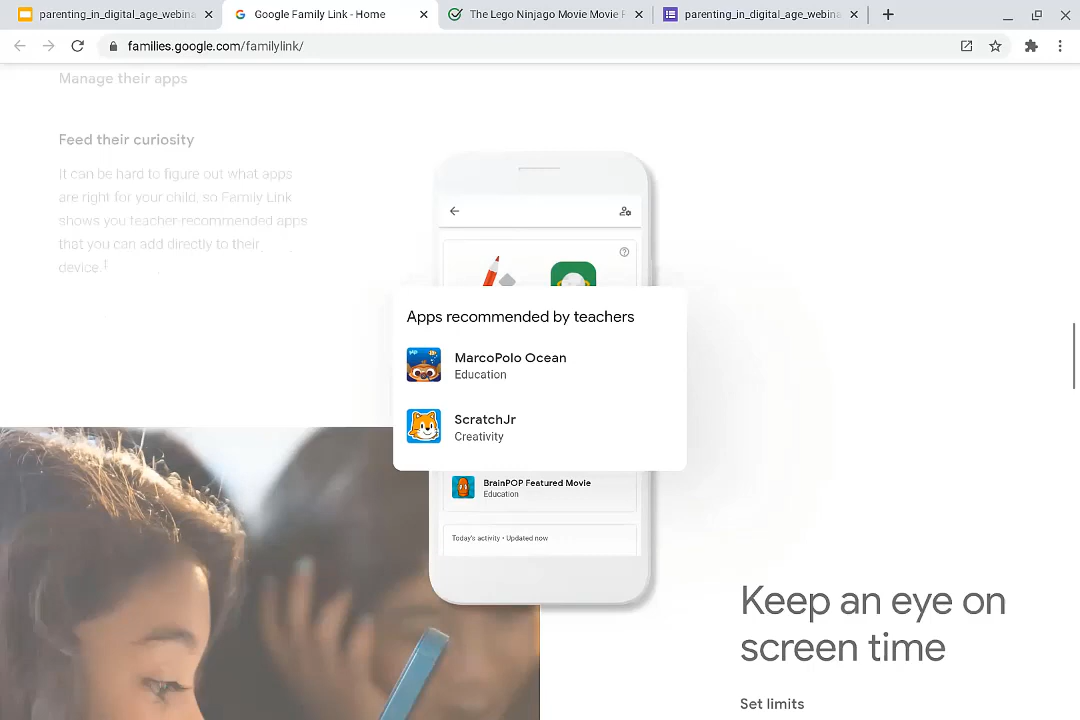 parenting_in_digital_age_webina
Google Family Link - Home
The Lego Ninjago Movie Movie
parenting_in_digital_age_webina
families.google.com/familylink/
Manage their apps
Feed their curiosity
It can be hard to figure out what apps
are right for your child, so Family Link
shows you teacher-recommended apps
that you can add directly to their
device.
Apps recommended by teachers
MarcoPolo Ocean
Education
ScratchJr
Creativity
BrainPOP Featured Movie
Education
Today's activity • Updated now
Keep an eye on
screen time
Set limits